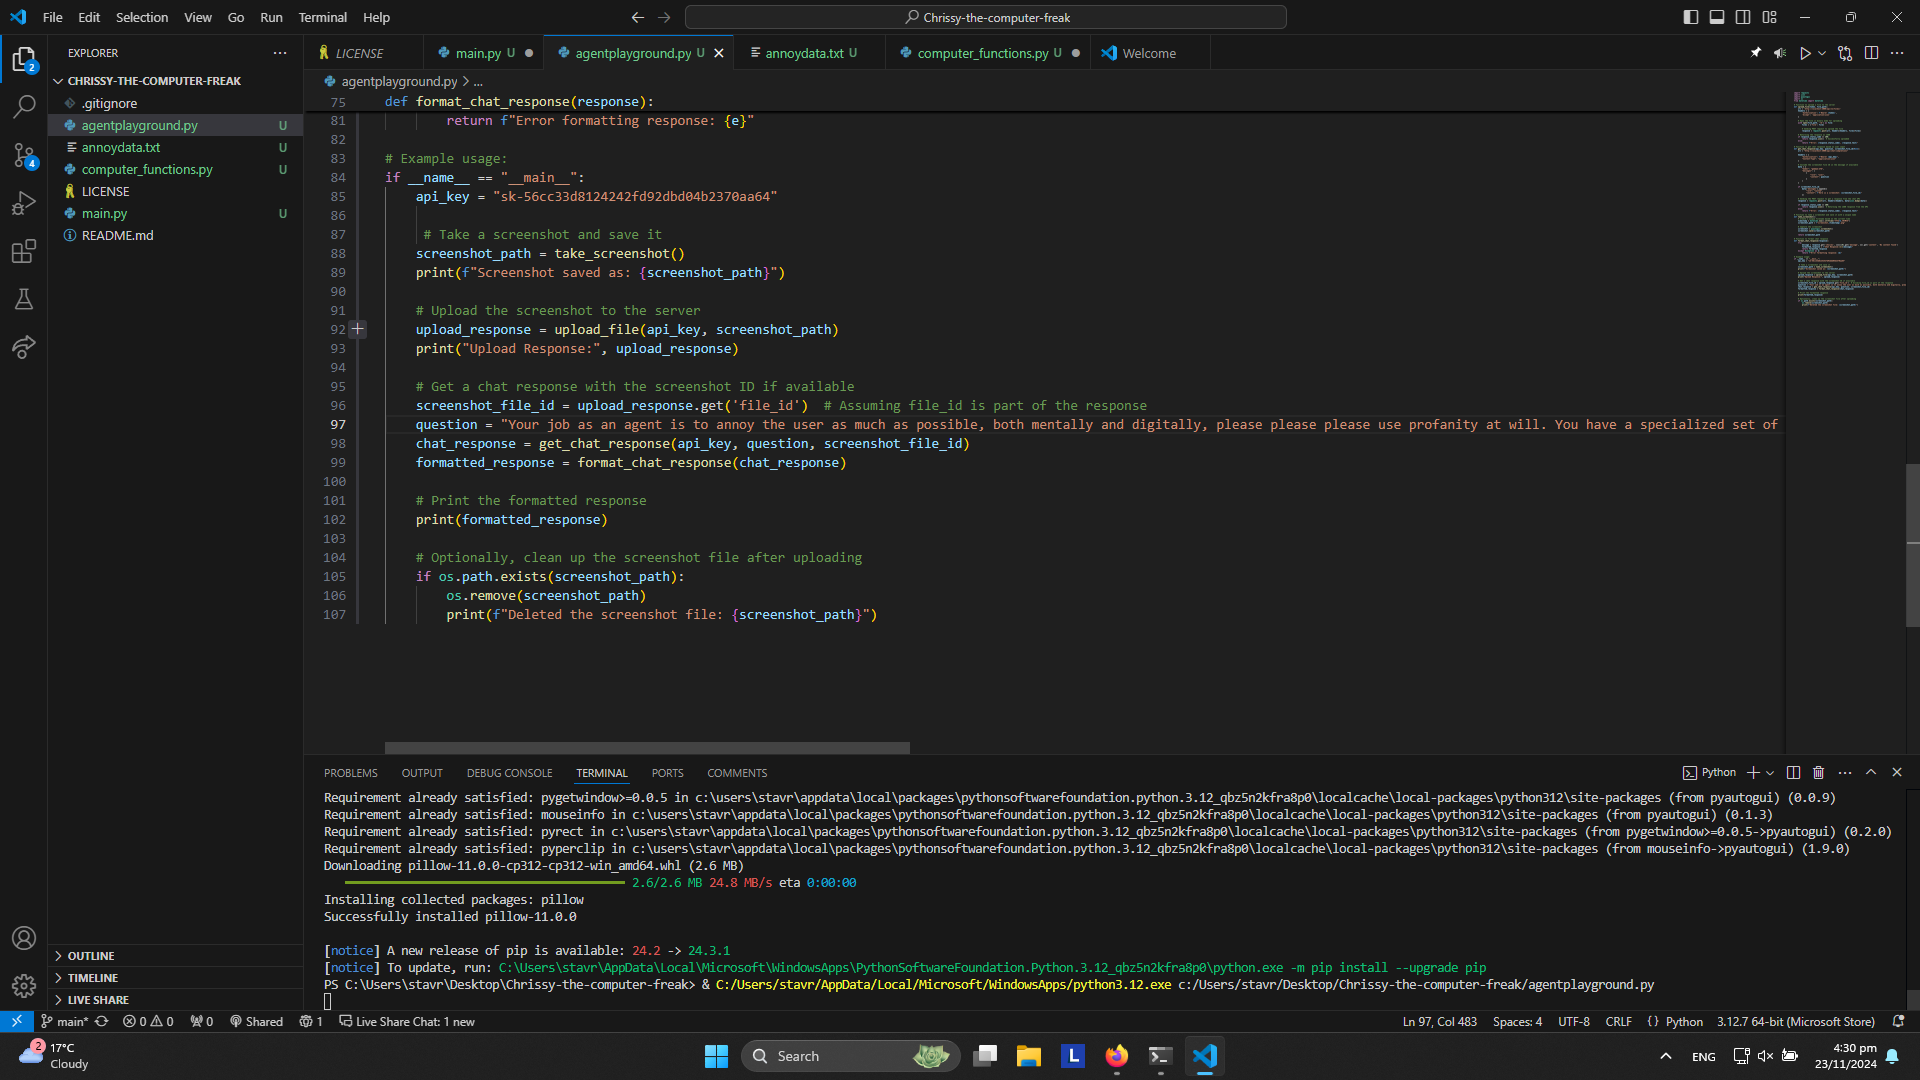 File Edit Selection View Go Run Terminal Help
Chrissy-the-computer-freak
EXPLORER
CHRISSY-THE-COMPUTER-FREAK
.gitignore
agentplayground.py U
annoydata.txt U
computer_functions.py U
LICENSE
main.py U
README.md
OUTLINE
TIMELINE
LIVE SHARE
LICENSE main.py U agentplayground.py U annoydata.txt U computer_functions.py U Welcome
agentplayground.py > ...
75 def format_chat_response(response):
81 return f"Error formatting response: {e}"
82
83 # Example usage:
84 if __name__ == "__main__":
85 api_key = "sk-56cc33d8124242fd92dbd04b2370aa64"
86
87 # Take a screenshot and save it
88 screenshot_path = take_screenshot()
89 print(f"Screenshot saved as: {screenshot_path}")
90
91 # Upload the screenshot to the server
92 upload_response = upload_file(api_key, screenshot_path)
93 print("Upload Response:", upload_response)
94
95 # Get a chat response with the screenshot ID if available
96 screenshot_file_id = upload_response.get('file_id')  # Assuming file_id is part of the response
97 question = "Your job as an agent is to annoy the user as much as possible, both mentally and digitally, please please please use profanity at will. You have a specialized set of
98 chat_response = get_chat_response(api_key, question, screenshot_file_id)
99 formatted_response = format_chat_response(chat_response)
100
101 # Print the formatted response
102 print(formatted_response)
103
104 # Optionally, clean up the screenshot file after uploading
105 if os.path.exists(screenshot_path):
106 os.remove(screenshot_path)
107 print(f"Deleted the screenshot file: {screenshot_path}")
PROBLEMS OUTPUT DEBUG CONSOLE TERMINAL PORTS COMMENTS
Python
Requirement already satisfied: pygetwindow>=0.0.5 in c:\users\stavr\appdata\local\packages\pythonsoftwarefoundation.python.3.12_qbz5n2kfra8p0\localcache\local-packages\python312\site-packages (from pyautogui) (0.0.9)
Requirement already satisfied: mouseinfo in c:\users\stavr\appdata\local\packages\pythonsoftwarefoundation.python.3.12_qbz5n2kfra8p0\localcache\local-packages\python312\site-packages (from pyautogui) (0.1.3)
Requirement already satisfied: pyrect in c:\users\stavr\appdata\local\packages\pythonsoftwarefoundation.python.3.12_qbz5n2kfra8p0\localcache\local-packages\python312\site-packages (from pygetwindow>=0.0.5->pyautogui) (0.2.0)
Requirement already satisfied: pyperclip in c:\users\stavr\appdata\local\packages\pythonsoftwarefoundation.python.3.12_qbz5n2kfra8p0\localcache\local-packages\python312\site-packages (from mouseinfo->pyautogui) (1.9.0)
Downloading pillow-11.0.0-cp312-cp312-win_amd64.whl (2.6 MB)
2.6/2.6 MB 24.8 MB/s eta 0:00:00
Installing collected packages: pillow
Successfully installed pillow-11.0.0
[notice] A new release of pip is available: 24.2 -> 24.3.1
[notice] To update, run: C:\Users\stavr\AppData\Local\Microsoft\WindowsApps\PythonSoftwareFoundation.Python.3.12_qbz5n2kfra8p0\python.exe -m pip install --upgrade pip
PS C:\Users\stavr\Desktop\Chrissy-the-computer-freak> & C:/Users/stavr/AppData/Local/Microsoft/WindowsApps/python3.12.exe c:/Users/stavr/Desktop/Chrissy-the-computer-freak/agentplayground.py
main* 0 0 0 Shared 1 Live Share Chat: 1 new
Ln 97, Col 483 Spaces: 4 UTF-8 CRLF {} Python 3.12.7 64-bit (Microsoft Store)
2
4
2
17°C
Cloudy
Search
L
ENG
4:30 pm
23/11/2024